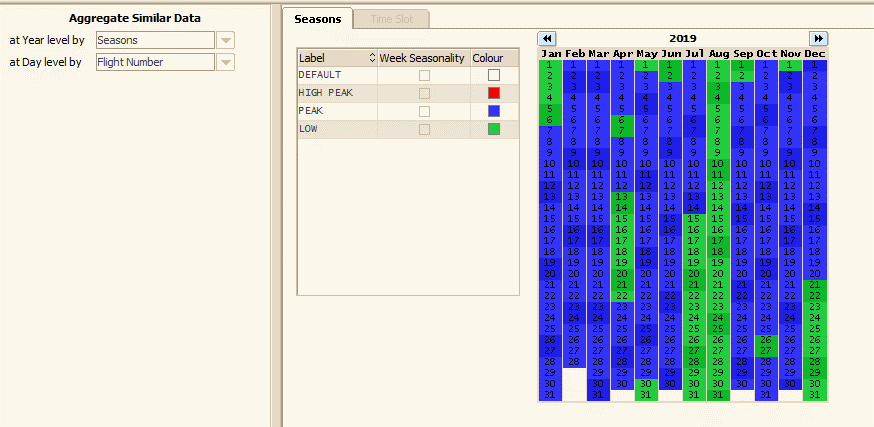 Aggregate Similar Data
at Year level by Seasons
at Day level by Flight Number
Seasons Time Slot
Label Week Seasonality Colour
DEFAULT
HIGH PEAK
PEAK
LOW
2019
Jan Feb Mar Apr May Jun Jul Aug Sep Oct Nov Dec
1 1 1 1 1 1 1 1 1 1 1 1
2 2 2 2 2 2 2 2 2 2 2 2
3 3 3 3 3 3 3 3 3 3 3 3
4 4 4 4 4 4 4 4 4 4 4 4
5 5 5 5 5 5 5 5 5 5 5 5
6 6 6 6 6 6 6 6 6 6 6 6
7 7 7 7 7 7 7 7 7 7 7 7
8 8 8 8 8 8 8 8 8 8 8 8
9 9 9 9 9 9 9 9 9 9 9 9
10 10 10 10 10 10 10 10 10 10 10 10
11 11 11 11 11 11 11 11 11 11 11 11
12 12 12 12 12 12 12 12 12 12 12 12
13 13 13 13 13 13 13 13 13 13 13 13
14 14 14 14 14 14 14 14 14 14 14 14
15 15 15 15 15 15 15 15 15 15 15 15
16 16 16 16 16 16 16 16 16 16 16 16
17 17 17 17 17 17 17 17 17 17 17 17
18 18 18 18 18 18 18 18 18 18 18 18
19 19 19 19 19 19 19 19 19 19 19 19
20 20 20 20 20 20 20 20 20 20 20 20
21 21 21 21 21 21 21 21 21 21 21 21
22 22 22 22 22 22 22 22 22 22 22 22
23 23 23 23 23 23 23 23 23 23 23 23
24 24 24 24 24 24 24 24 24 24 24 24
25 25 25 25 25 25 25 25 25 25 25 25
26 26 26 26 26 26 26 26 26 26 26 26
27 27 27 27 27 27 27 27 27 27 27 27
28 28 28 28 28 28 28 28 28 28 28 28
29 29 29 29 29 29 29 29 29 29 29
30 30 30 30 30 30 30 30 30 30 30
31 31 31 31 31 31 31